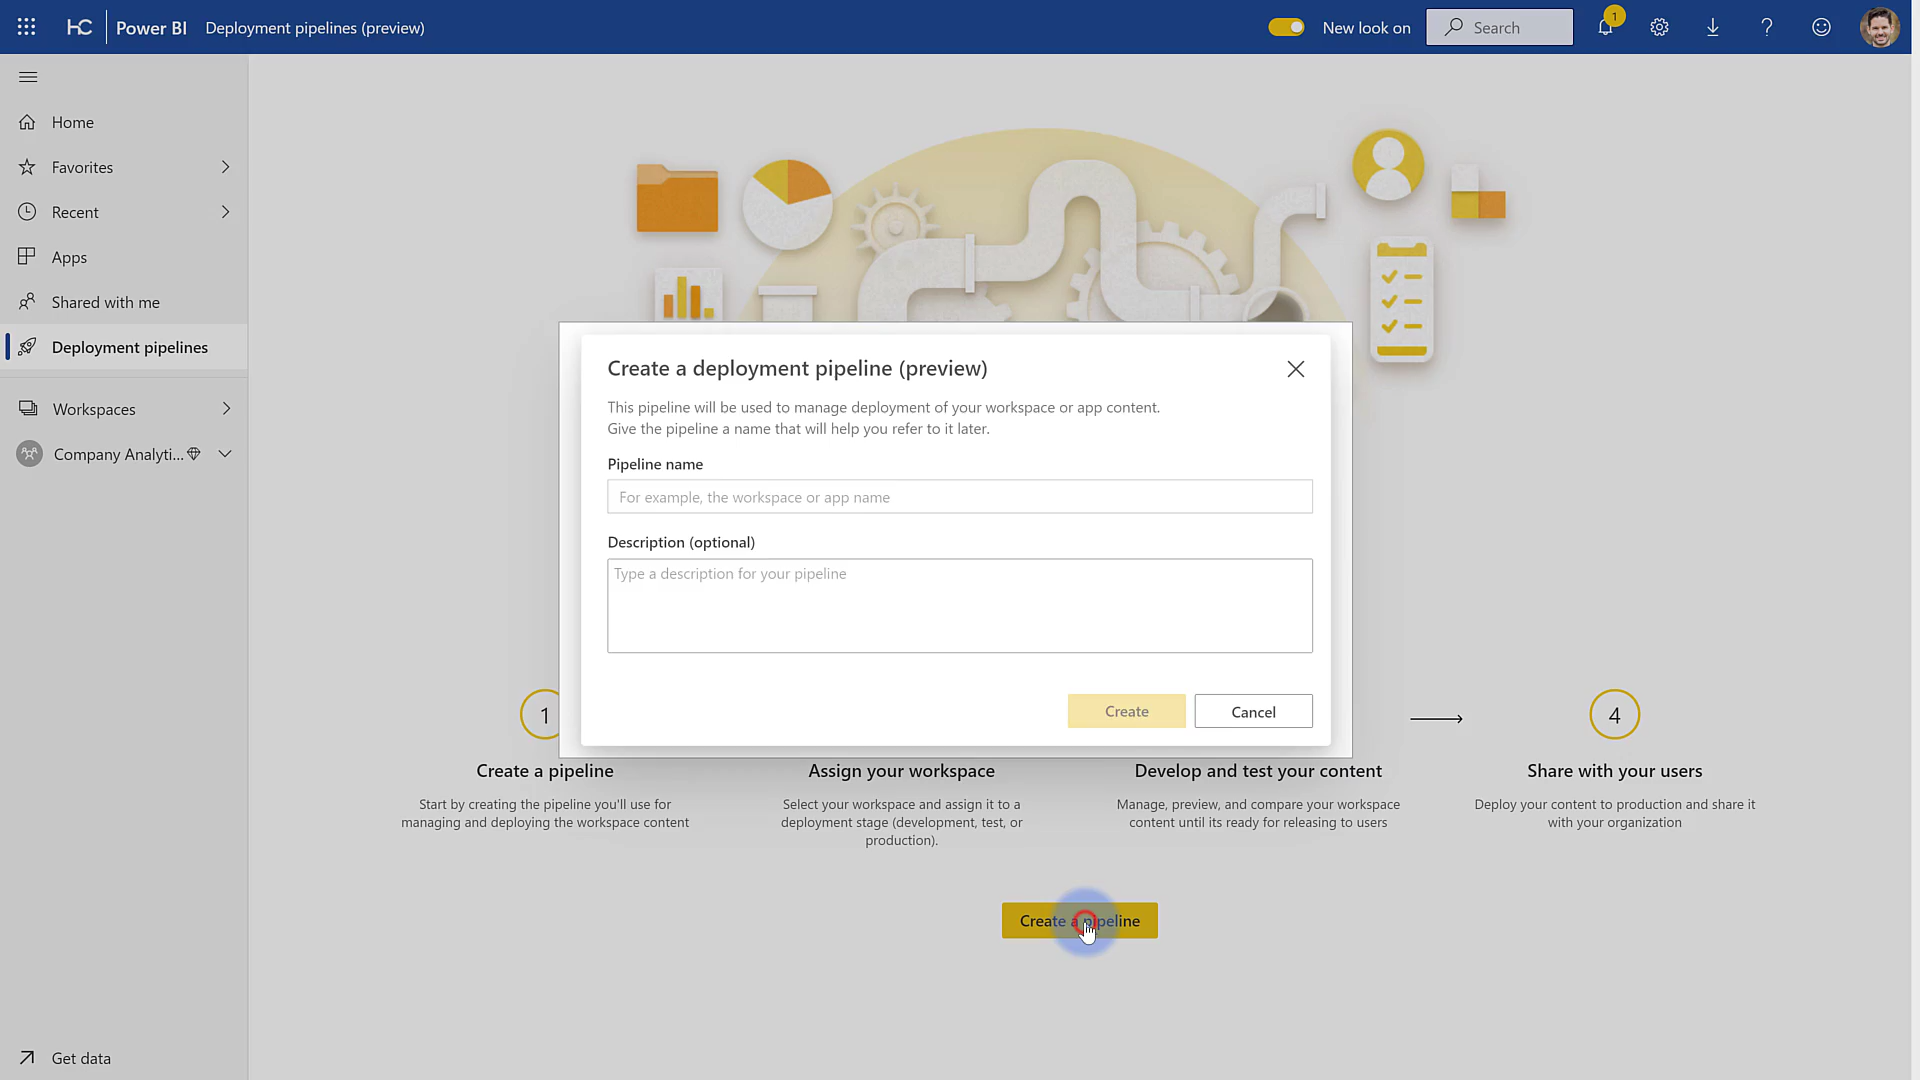 HC Power BI Deployment pipelines (preview) New look on Search 1
Home
Favorites
Recent
Apps
Shared with me
Deployment pipelines
Workspaces
Company Analyti...
Get data
Create a deployment pipeline (preview)
This pipeline will be used to manage deployment of your workspace or app content.
Give the pipeline a name that will help you refer to it later.
Pipeline name
For example, the workspace or app name
Description (optional)
Type a description for your pipeline
Create Cancel
1
Create a pipeline
Start by creating the pipeline you'll use for
managing and deploying the workspace content
Assign your workspace
Select your workspace and assign it to a
deployment stage (development, test, or
production).
Develop and test your content
Manage, preview, and compare your workspace
content until its ready for releasing to users
4
Share with your users
Deploy your content to production and share it
with your organization
Create a pipeline